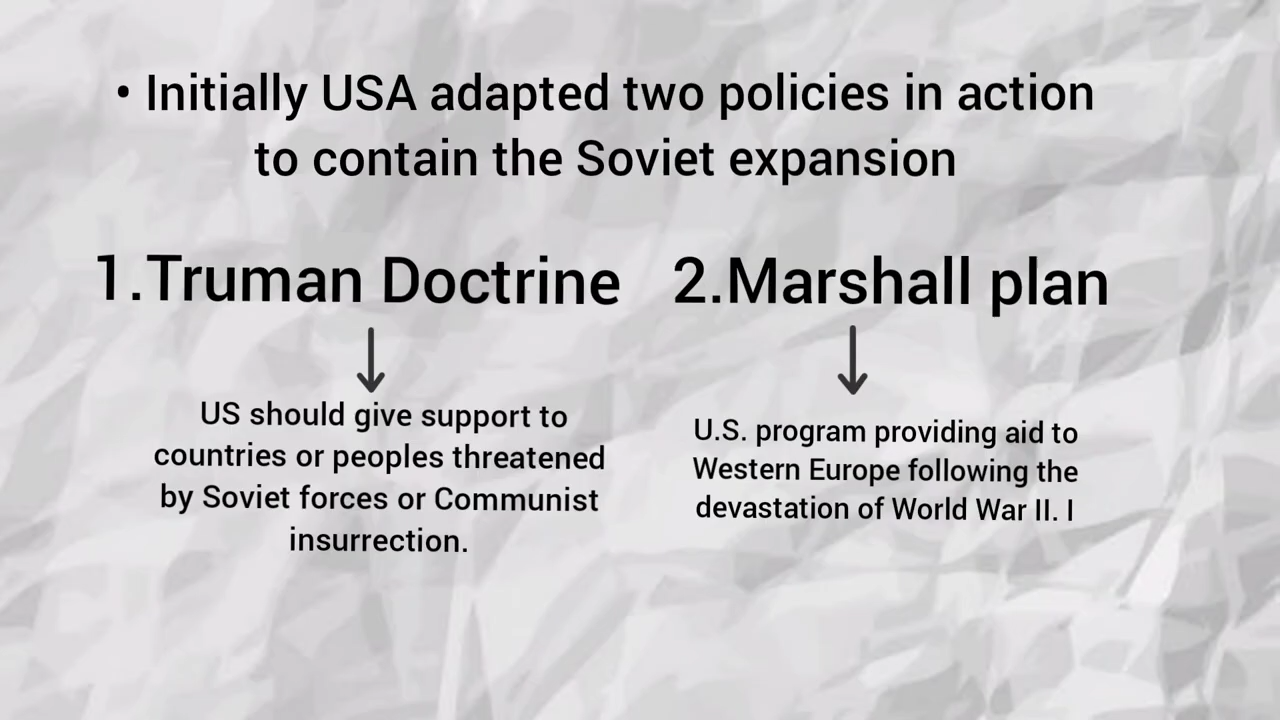 • Initially USA adapted two policies in action
to contain the Soviet expansion
1.Truman Doctrine
US should give support to
countries or peoples threatened
by Soviet forces or Communist
insurrection.
2.Marshall plan
U.S. program providing aid to
Western Europe following the
devastation of World War II. I